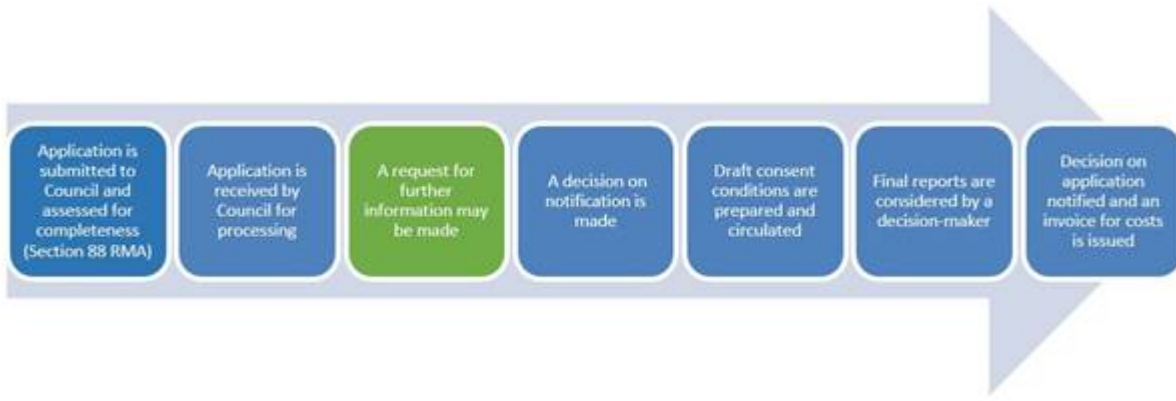 Application is
submitted to
Council and
assessed for
completeness
(Section 88 RMA)
Application is
received by
Council for
processing
A request for
further
information may
be made
A decision on
notification is
made
Draft consent
conditions are
prepared and
circulated
Final reports are
considered by a
decision-maker
Decision on
application
notified and an
invoice for costs
is issued